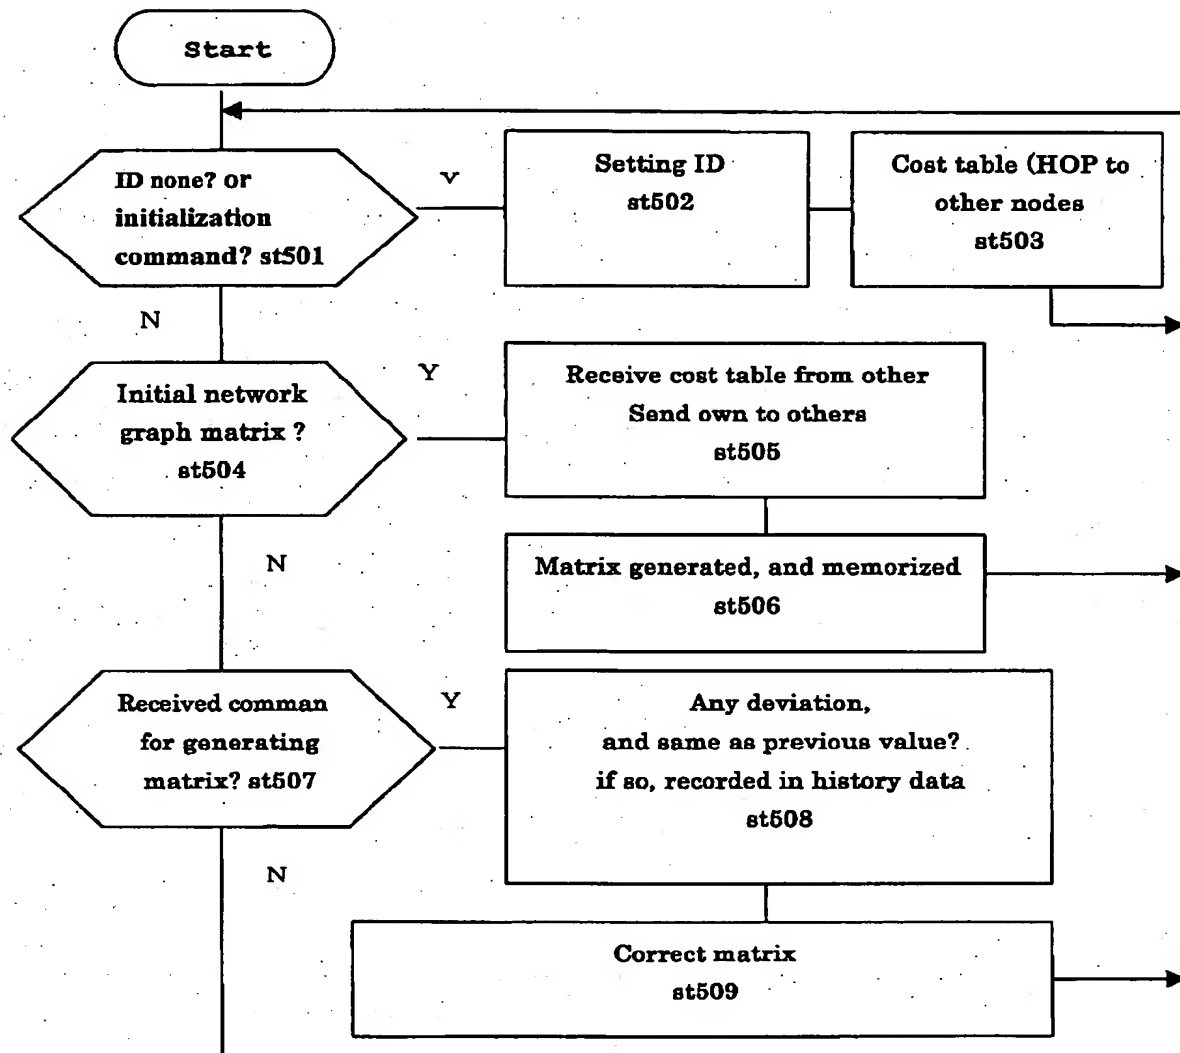 Start
ID none? or
initialization
command? st501
Y
Setting ID
st502
Cost table (HOP to
other nodes
st503
N
Initial network
graph matrix ?
st504
Y
Receive cost table from other
Send own to others
st505
N
Matrix generated, and memorized
st506
Received comman
for generating
matrix? st507
Y
Any deviation,
and same as previous value?
if so, recorded in history data
st508
N
Correct matrix
st509